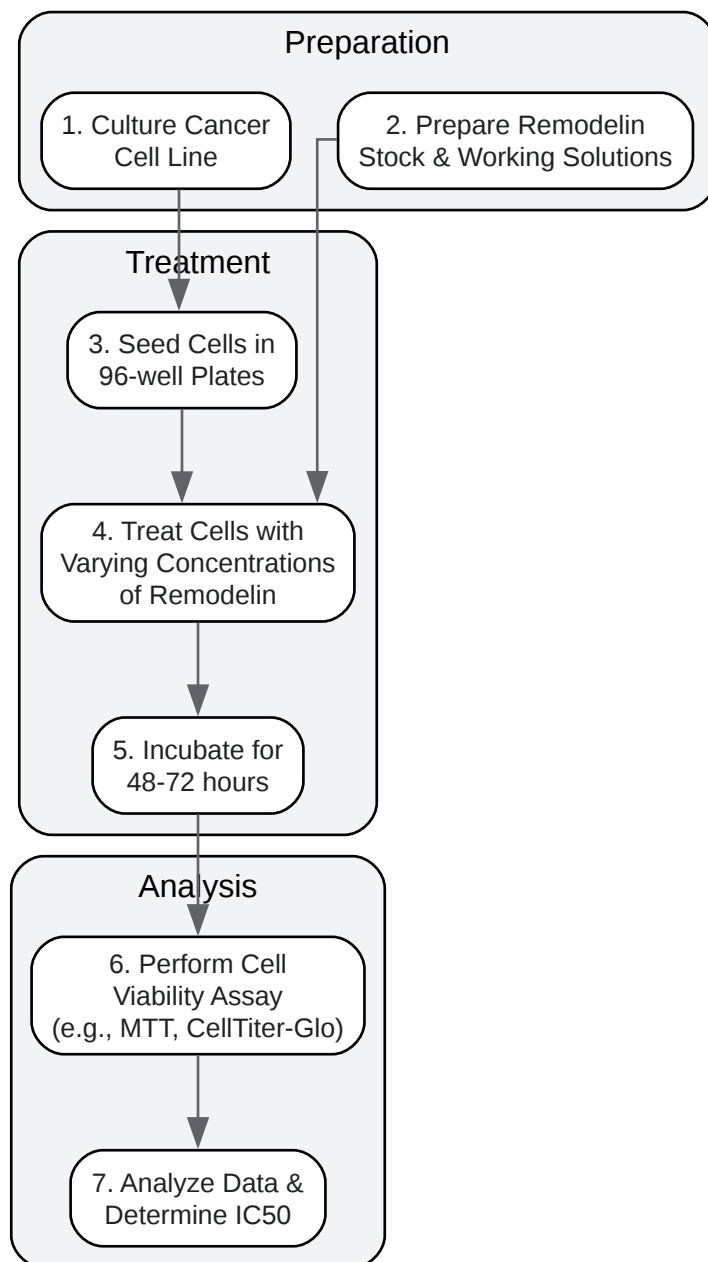 Preparation
1. Culture Cancer
Cell Line
2. Prepare Remodelin
Stock & Working Solutions
Treatment
3. Seed Cells in
96-well Plates
4. Treat Cells with
Varying Concentrations
of Remodelin
5. Incubate for
48-72 hours
Analysis
6. Perform Cell
Viability Assay
(e.g., MTT, CellTiter-Glo)
7. Analyze Data &
Determine IC50